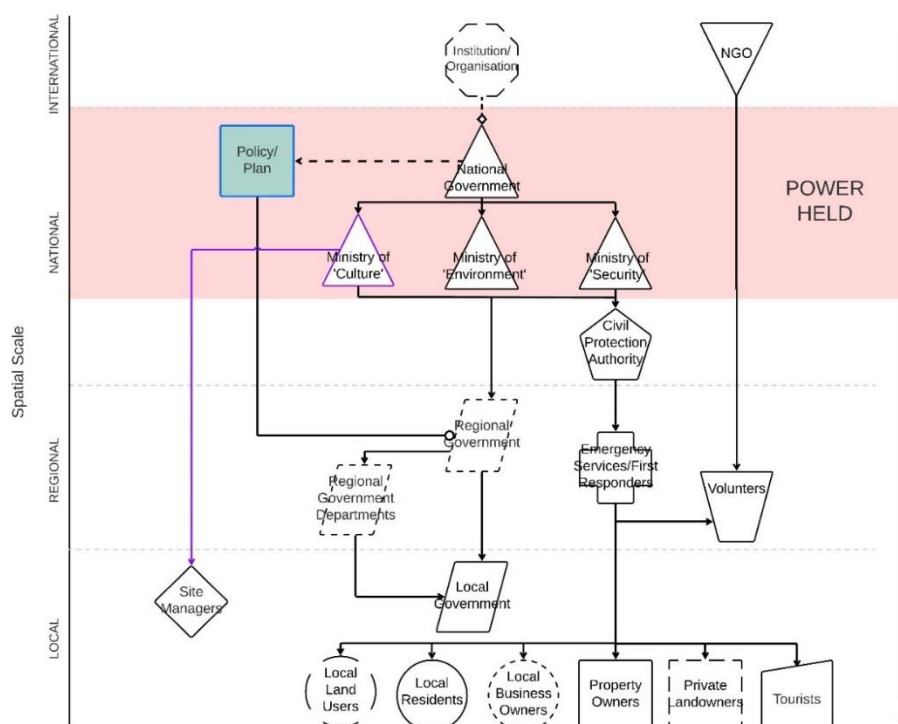 INTERNATIONAL
Institution/
Organisation
NGO
Policy/
Plan
National
Government
POWER
HELD
NATIONAL
Ministry of
'Culture'
Ministry of
'Environment'
Ministry of
'Security'
Civil
Protection
Authority
Spatial Scale
REGIONAL
Regional
Government
Emergency
Services/First
Responders
Regional
Government
Departments
Volunters
LOCAL
Site
Managers
Local
Government
Local
Land
Users
Local
Residents
Local
Business
Owners
Property
Owners
Private
Landowners
Tourists